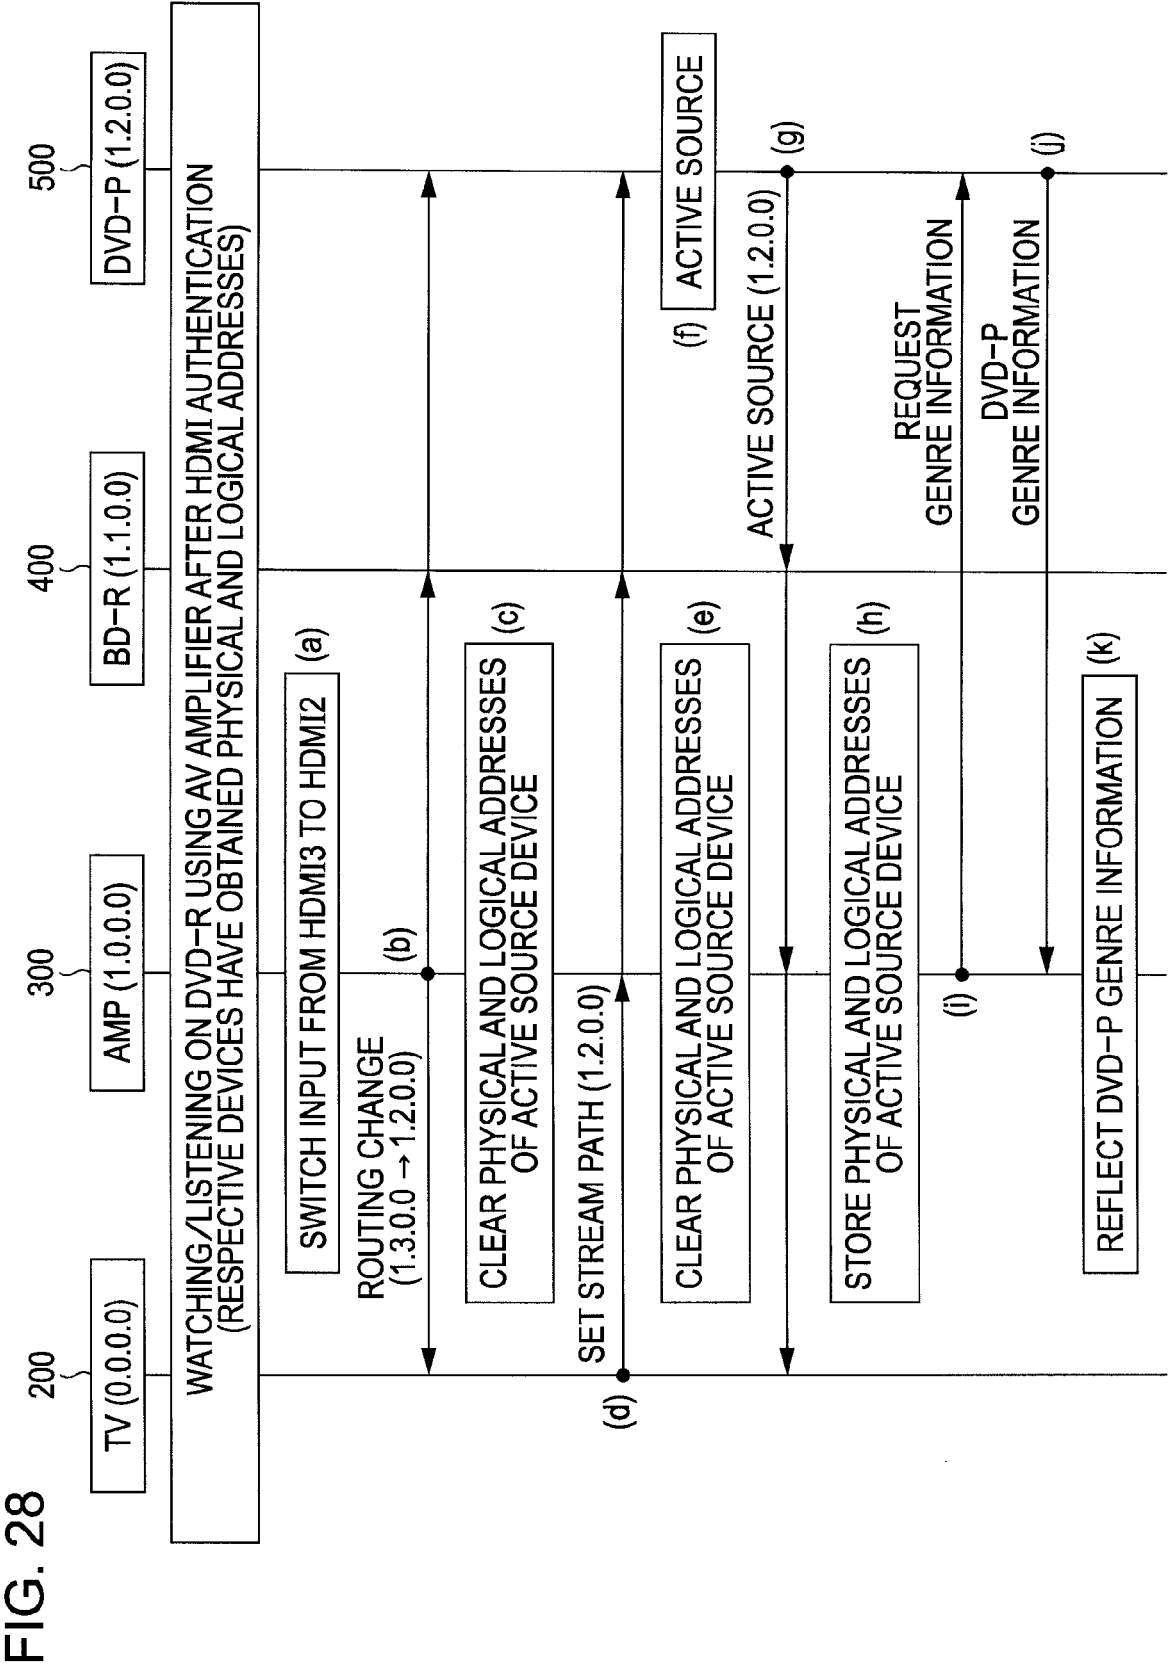 FIG. 28
200
300
400
500
TV (0.0.0.0)
AMP (1.0.0.0)
BD-R (1.1.0.0)
DVD-P (1.2.0.0)
WATCHING/LISTENING ON DVD-R USING AV AMPLIFIER AFTER HDMI AUTHENTICATION
(RESPECTIVE DEVICES HAVE OBTAINED PHYSICAL AND LOGICAL ADDRESSES)
SWITCH INPUT FROM HDMI3 TO HDMI2
(a)
ROUTING CHANGE
(1.3.0.0 → 1.2.0.0)
(b)
CLEAR PHYSICAL AND LOGICAL ADDRESSES
OF ACTIVE SOURCE DEVICE
(c)
SET STREAM PATH (1.2.0.0)
(d)
CLEAR PHYSICAL AND LOGICAL ADDRESSES
OF ACTIVE SOURCE DEVICE
(e)
(f)
ACTIVE SOURCE
ACTIVE SOURCE (1.2.0.0)
(g)
STORE PHYSICAL AND LOGICAL ADDRESSES
OF ACTIVE SOURCE DEVICE
(h)
REQUEST
GENRE INFORMATION
(i)
DVD-P
GENRE INFORMATION
(j)
REFLECT DVD-P GENRE INFORMATION
(k)